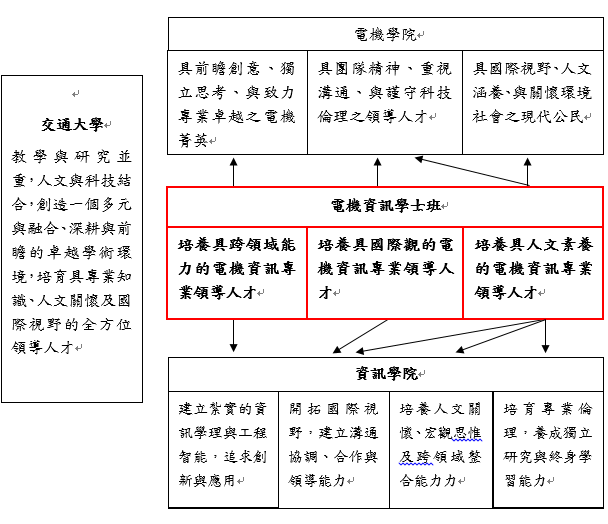 交通大學
教學與研究並
重,人文與科技結
合,創造一個多元
與融合、深耕與前
瞻的卓越學術環
境,培育具專業知
識、人文關懷及國
際視野的全方位
領導人才
電機學院
具前瞻創意、獨
立思考、與致力
專業卓越之電機
菁英
具團隊精神、重視
溝通、與謹守科技
倫理之領導人才
具國際視野、人文
涵養、與關懷環境
社會之現代公民
電機資訊學士班
培養具跨領域能
力的電機資訊專
業領導人才
培養具國際觀的電
機資訊專業領導人
才
培養具人文素養
的電機資訊專業
領導人才
資訊學院
建立紮實的資
訊學理與工程
智能,追求創
新與應用
開拓國際視
野,建立溝通
協調、合作與
領導能力
培養人文關
懷、宏觀思惟
及跨領域整
合能力力
培育專業倫
理,養成獨立
研究與終身學
習能力